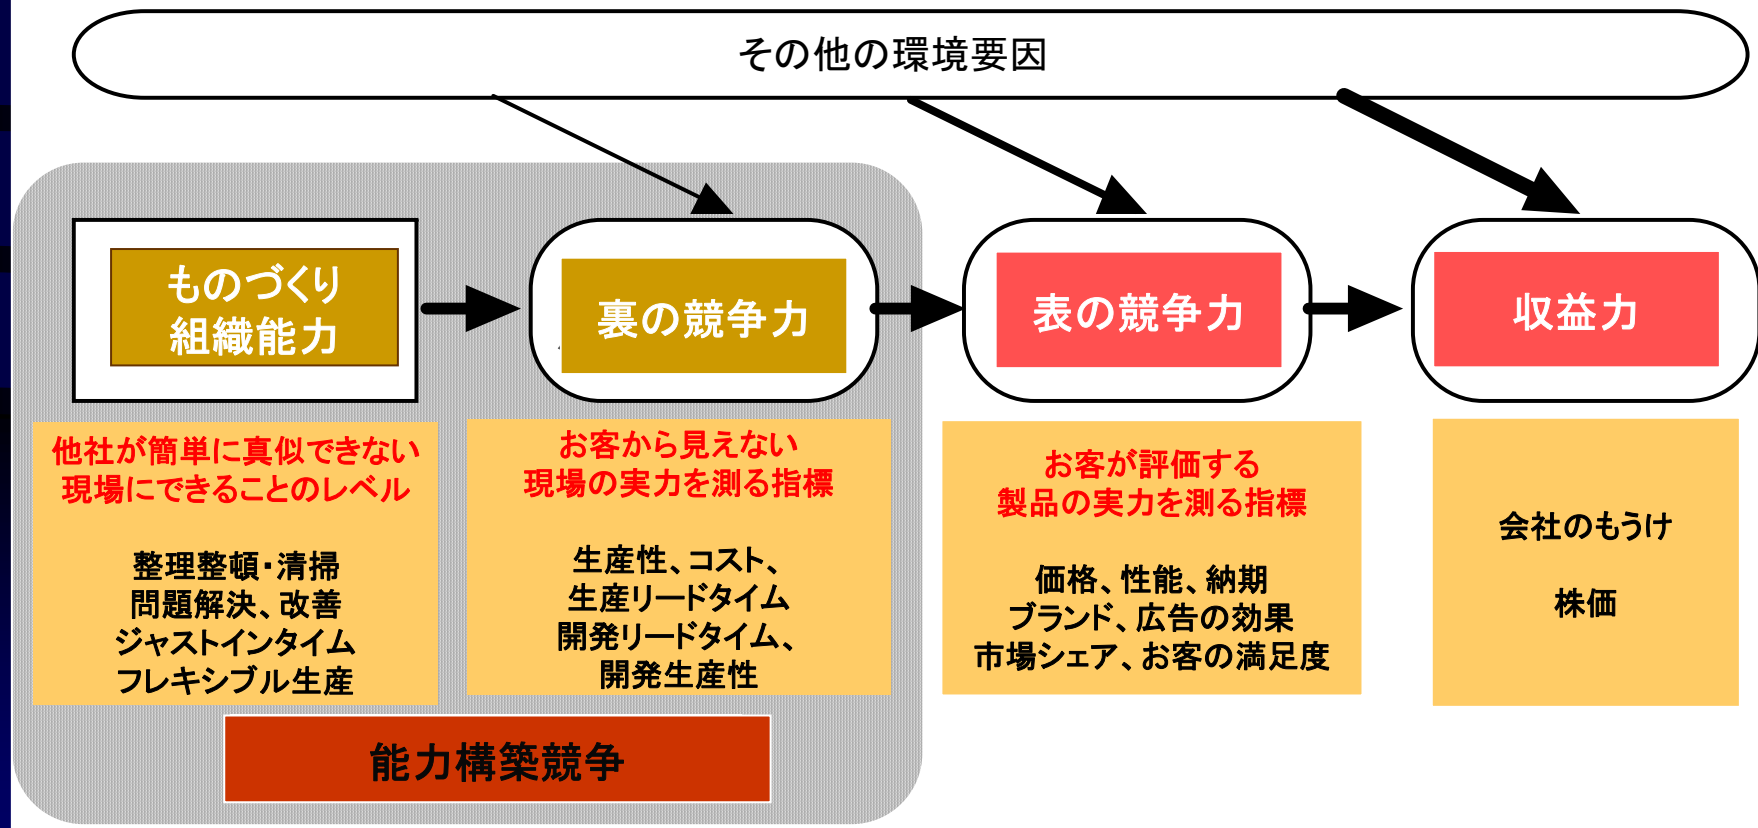 その他の環境要因
ものづくり
組織能力
裏の競争力
表の競争力
収益力
他社が簡単に真似できない
現場にできることのレベル
整理整頓・清掃
問題解決、改善
ジャストインタイム
フレキシブル生産
お客から見えない
現場の実力を測る指標
生産性、コスト、
生産リードタイム
開発リードタイム、
開発生産性
お客が評価する
製品の実力を測る指標
価格、性能、納期
ブランド、広告の効果
市場シェア、お客の満足度
会社のもうけ
株価
能力構築競争